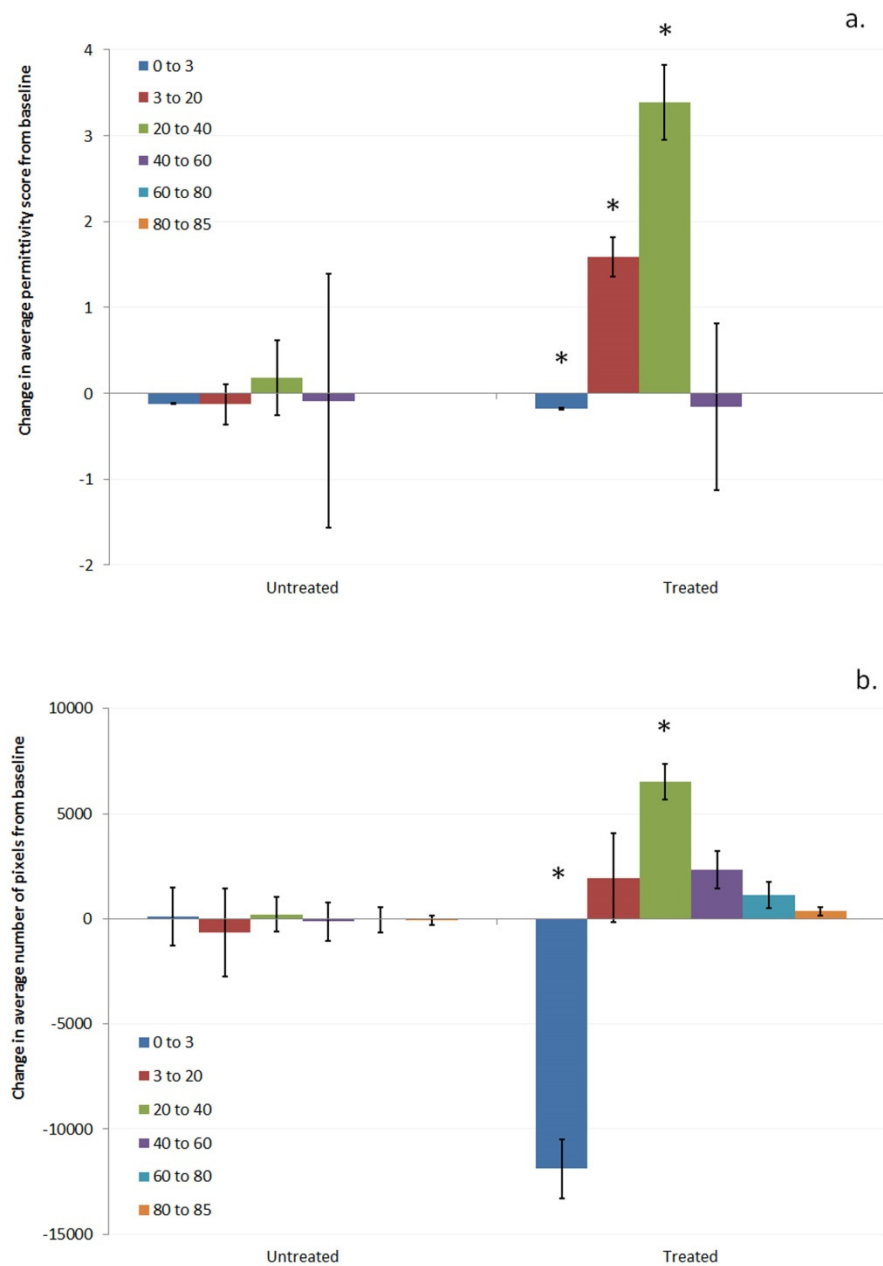 a.
*
4
0 to 3
3 to 20
20 to 40
40 to 60
60 to 80
80 to 85
3
2
1
0
-1
-2
*
*
Change in average permittivity score from baseline
Untreated
Treated
b.
10000
5000
0
-5000
-10000
-15000
*
*
Change in average number of pixels from baseline
0 to 3
3 to 20
20 to 40
40 to 60
60 to 80
80 to 85
Untreated
Treated